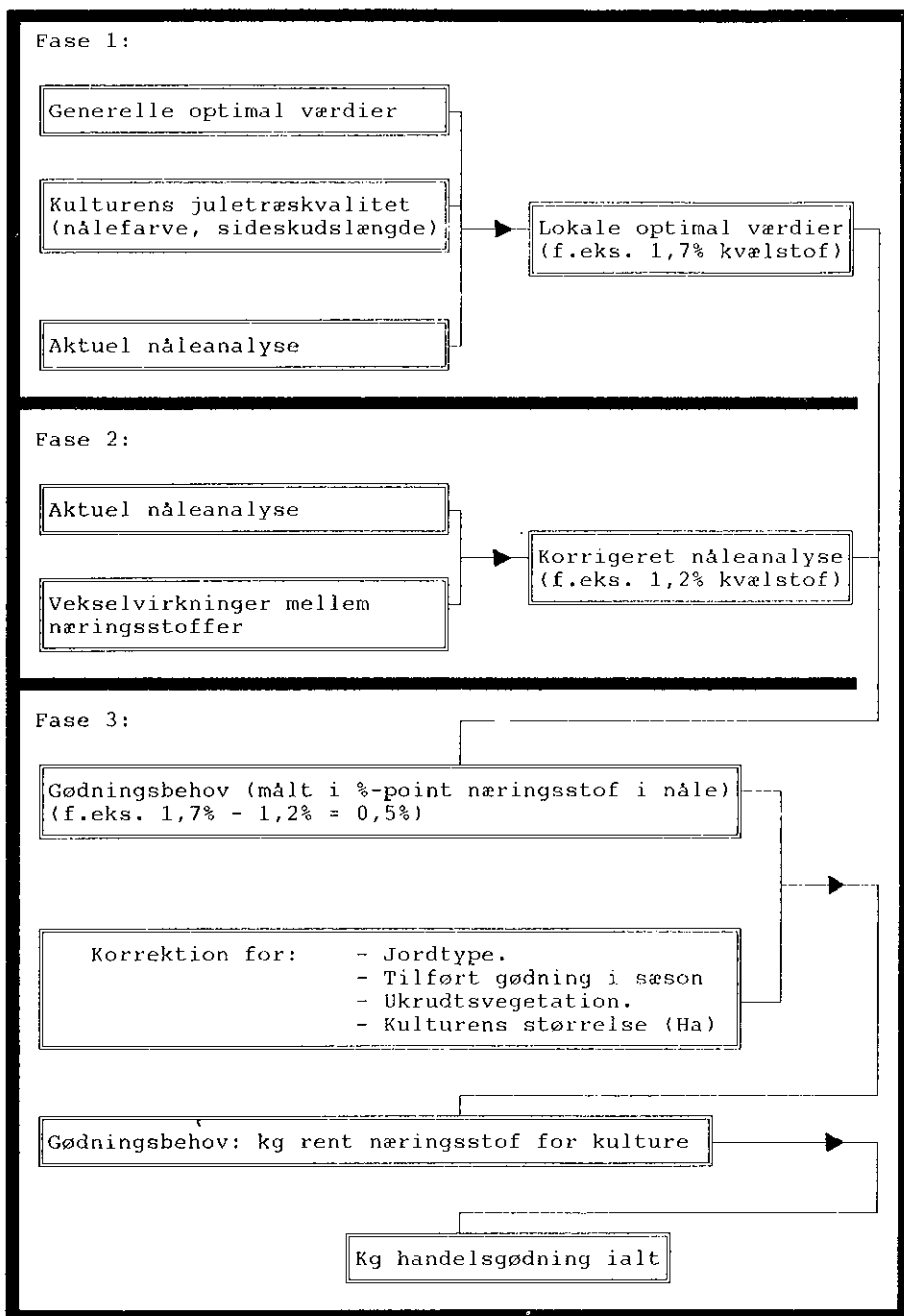 Fase 1:
Generelle optimal værdier
Kulturens juletræskvalitet
(nålefarve, sideskudslængde)
Lokale optimal værdier
(f.eks. 1,7% kvælstof)
Aktuel nåleanalyse
Fase 2:
Aktuel nåleanalyse
Korrigeret nåleanalyse
(f.eks. 1,2% kvælstof)
Vekselvirkninger mellem
næringsstoffer
Fase 3:
Gødningsbehov (målt i %-point næringsstof i nåle)
(f.eks. 1,7% - 1,2% = 0,5%)
Korrektion for: - Jordtype.
- Tilført gødning i sæson
- Ukrudtsvegetation.
- Kulturens størrelse (Ha)
Gødningsbehov: kg rent næringsstof for kulture
Kg handelsgødning ialt